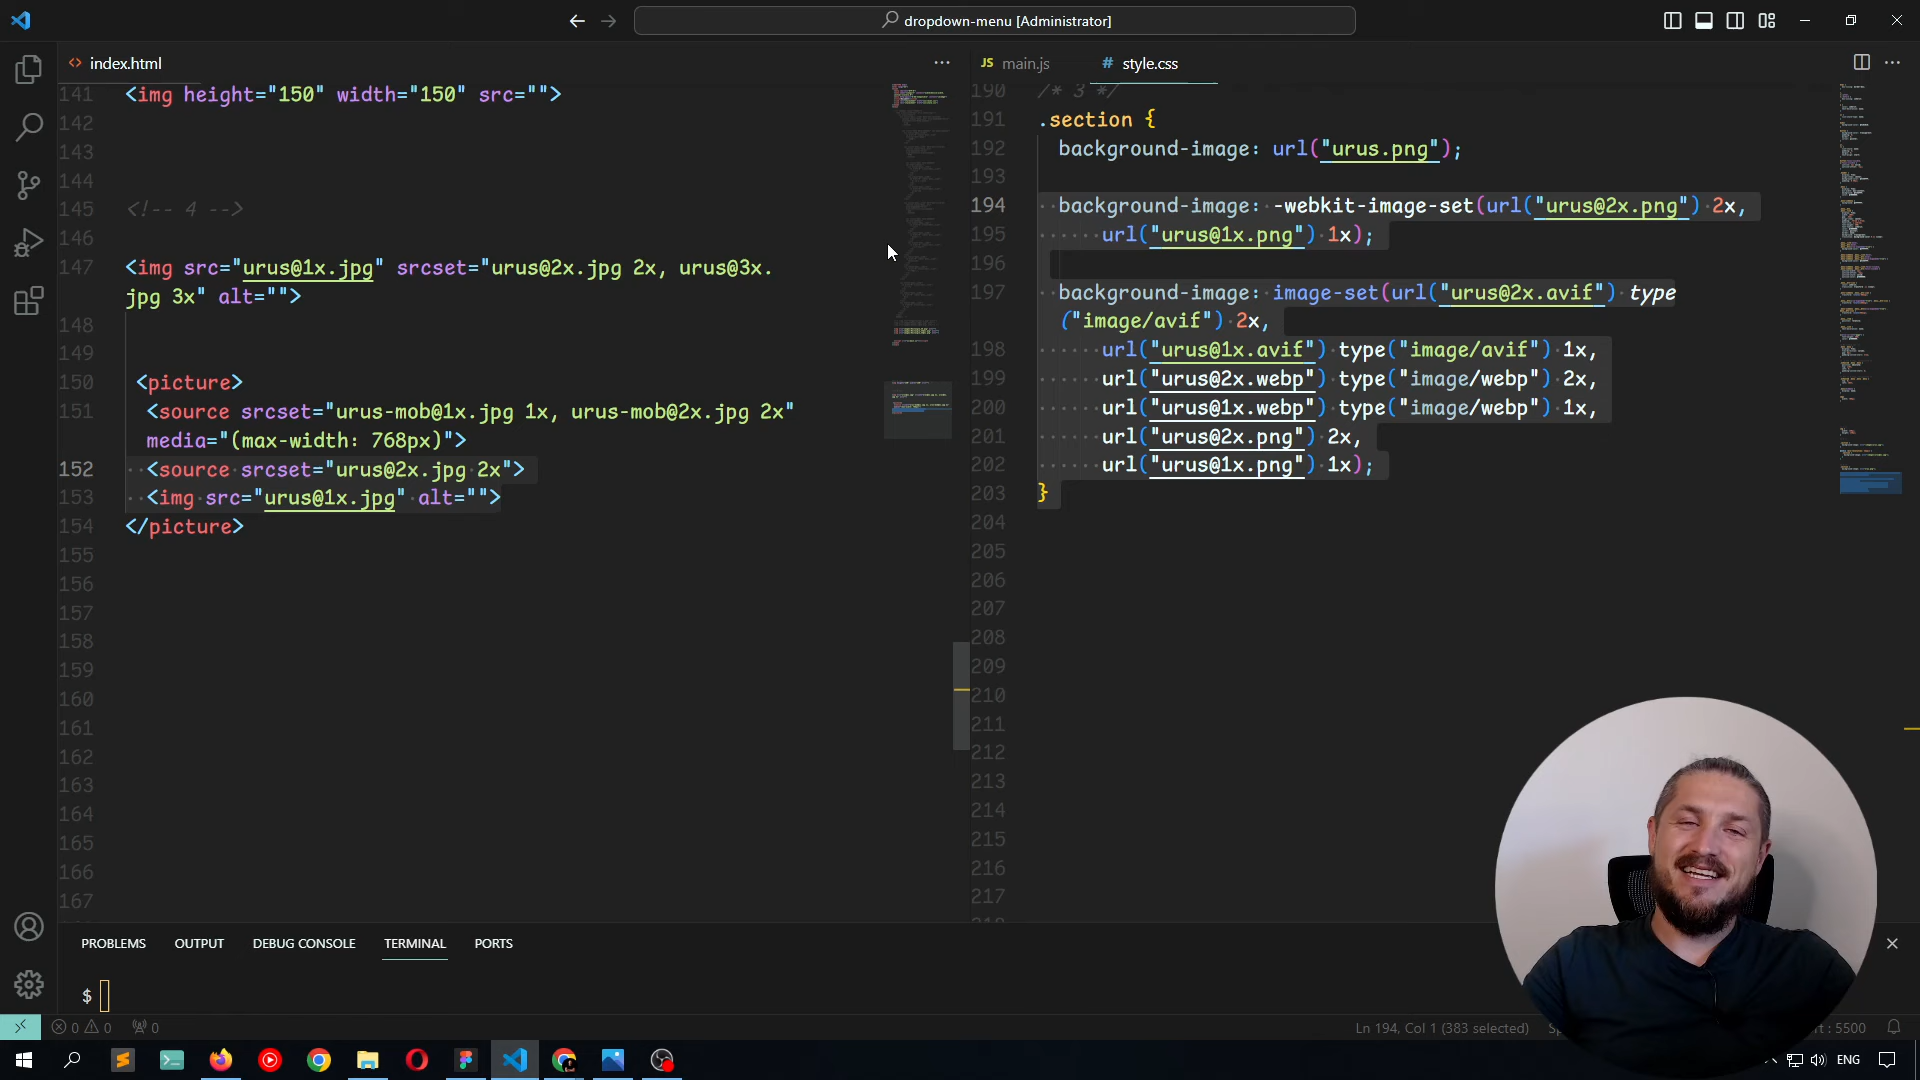 dropdown-menu [Administrator]
index.html
141 <img height="150" width="150" src="">
142
143
144
145 <!-- 4 -->
146
147 <img src="urus@1x.jpg" srcset="urus@2x.jpg 2x, urus@3x.
jpg 3x" alt="">
148
149
150 <picture>
151 <source srcset="urus-mob@1x.jpg 1x, urus-mob@2x.jpg 2x"
media="(max-width: 768px)">
152 <source srcset="urus@2x.jpg 2x">
153 <img src="urus@1x.jpg" alt="">
154 </picture>
155
156
157
158
159
160
161
162
163
164
165
166
167
JS main.js
# style.css
190 /* 3 */
191 .section {
192 background-image: url("urus.png");
193
194 background-image: -webkit-image-set(url("urus@2x.png") 2x,
195 url("urus@1x.png") 1x);
196
197 background-image: image-set(url("urus@2x.avif") type
("image/avif") 2x,
198 url("urus@1x.avif") type("image/avif") 1x,
199 url("urus@2x.webp") type("image/webp") 2x,
200 url("urus@1x.webp") type("image/webp") 1x,
201 url("urus@2x.png") 2x,
202 url("urus@1x.png") 1x);
203 }
204
205
206
207
208
209
210
211
212
213
214
215
216
217
PROBLEMS OUTPUT DEBUG CONSOLE TERMINAL PORTS
$
0 0 0
Ln 194, Col 1 (383 selected)
: 5500
ENG